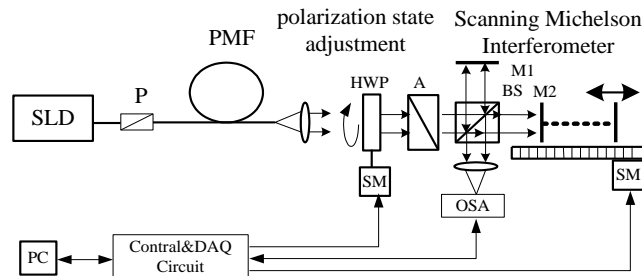 polarization state
adjustment
Scanning Michelson
Interferometer
PMF
HWP
A
M1
BS
M2
P
SLD
SM
SM
OSA
PC
Contral&DAQ
Circuit